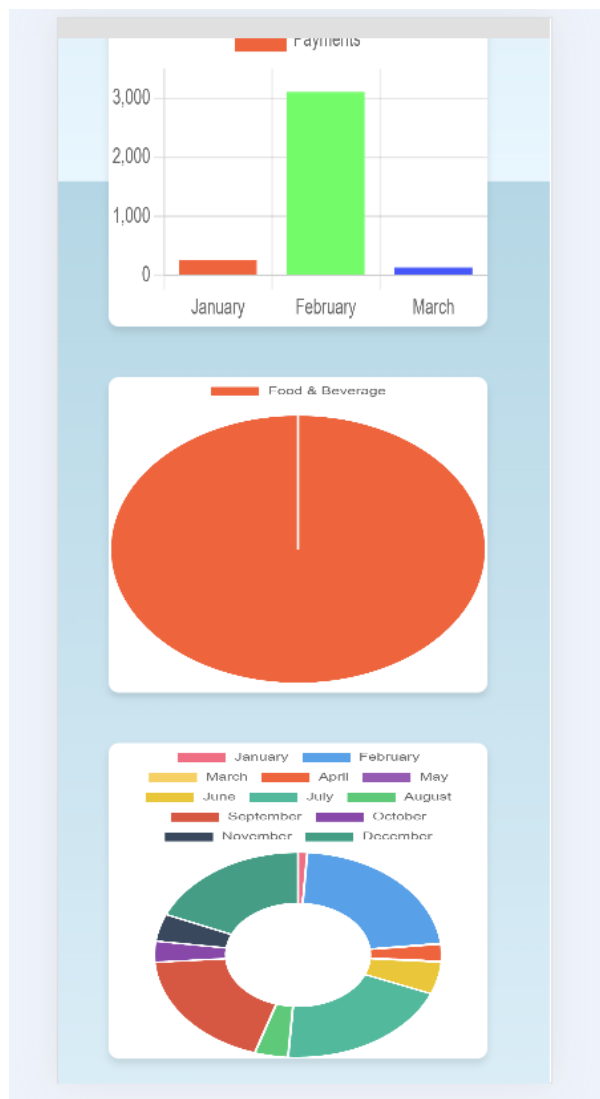 Payments
3,000
2,000
1,000
0
January February March
Food & Beverage
January February
March April May
June July August
September October
November December